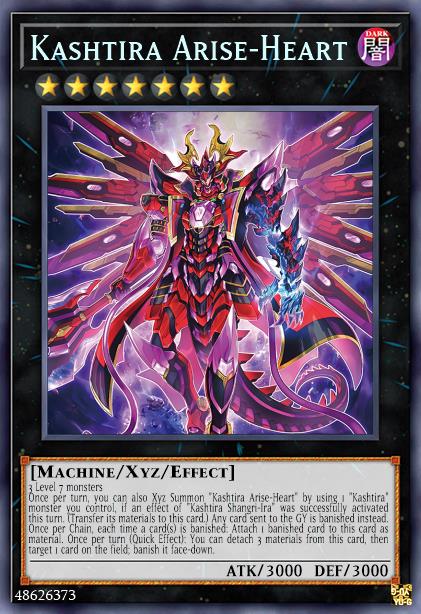 Kashtira Arise-Heart
DARK
闇
[Machine/Xyz/Effect]
3 Level 7 monsters
Once per turn, you can also Xyz Summon "Kashtira Arise-Heart" by using 1 "Kashtira"
monster you control, if an effect of "Kashtira Shangri-Ira" was successfully activated
this turn. (Transfer its materials to this card.) Any card sent to the GY is banished instead.
Once per Chain, each time a card(s) is banished: Attach 1 banished card to this card as
material. Once per turn (Quick Effect): You can detach 3 materials from this card, then
target 1 card on the field; banish it face-down.
ATK/3000 DEF/3000
48626373